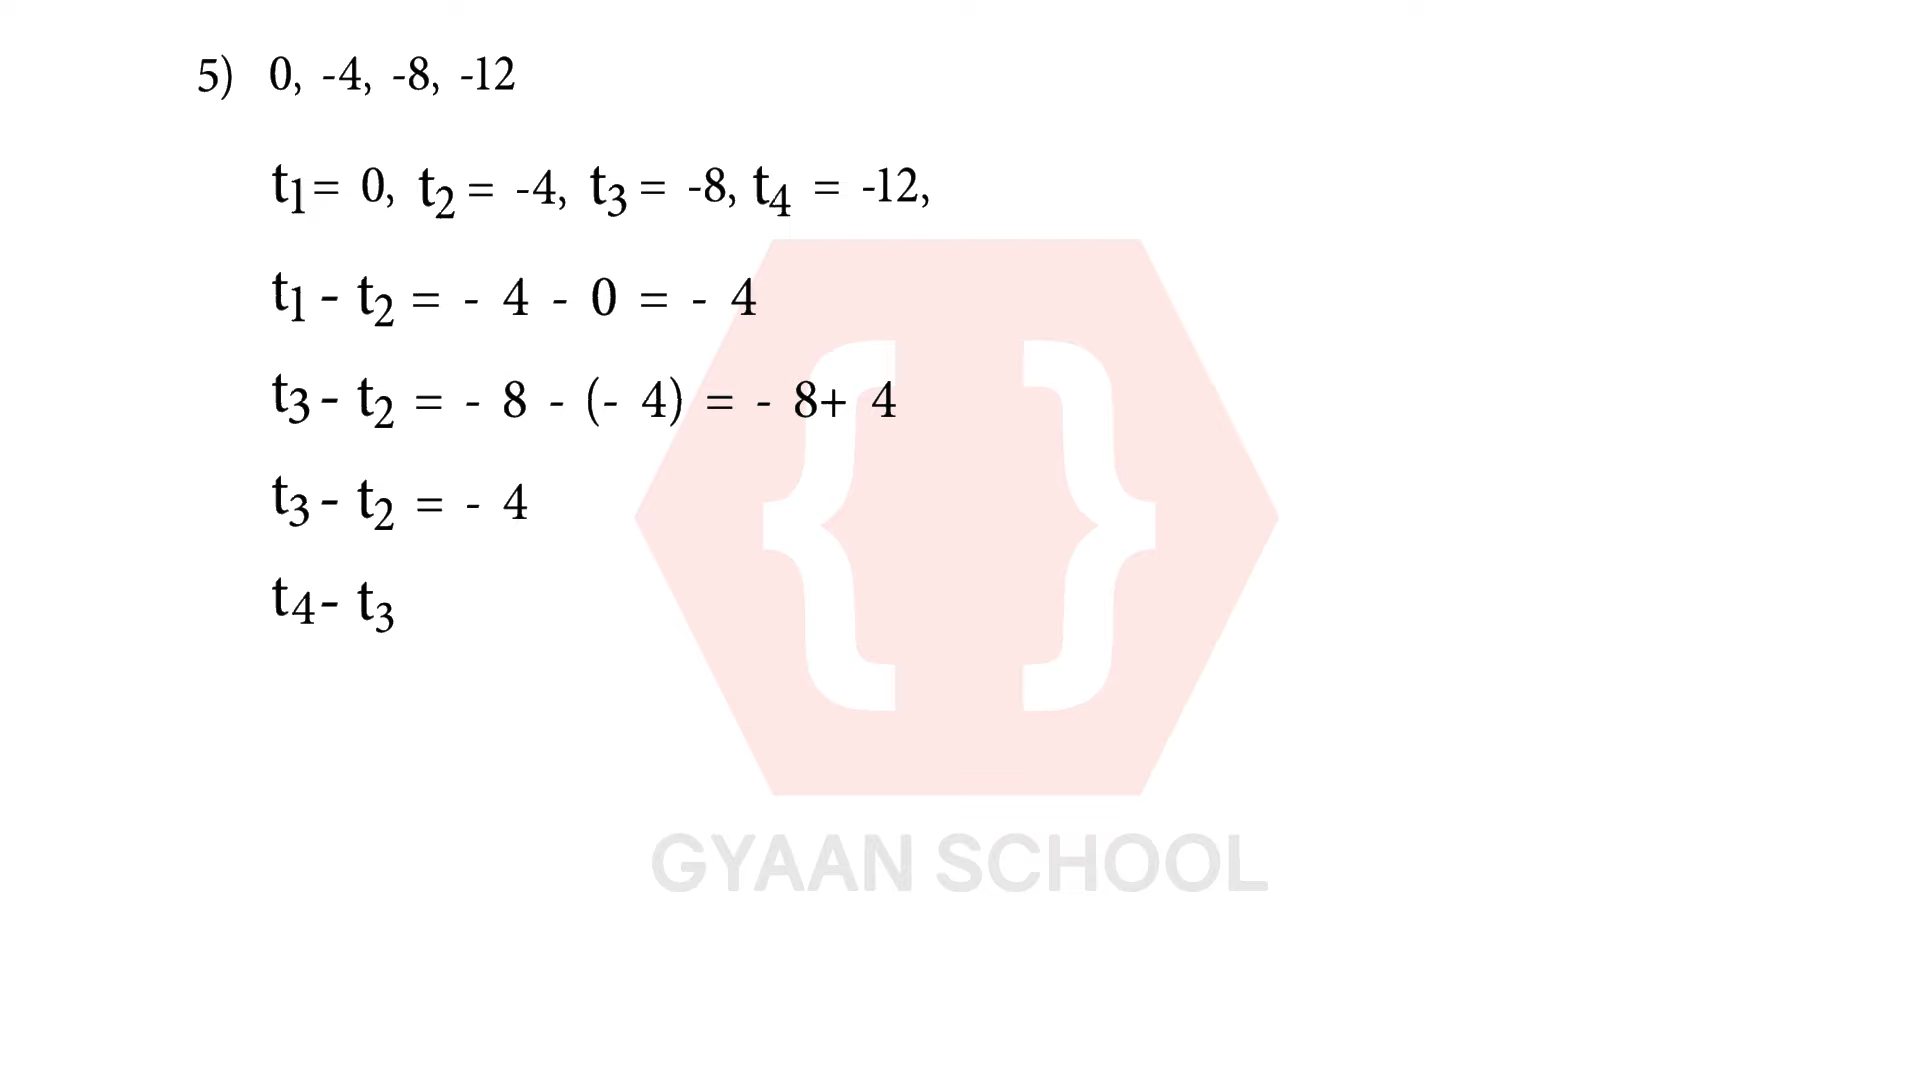 5) 0, -4, -8, -12
t1= 0, t2 = -4, t3 = -8, t4 = -12,
t1 - t2 = - 4 - 0 = - 4
t3 - t2 = - 8 - (- 4) = - 8+ 4
t3 - t2 = - 4
t4 - t3
{ }
GYAAN SCHOOL